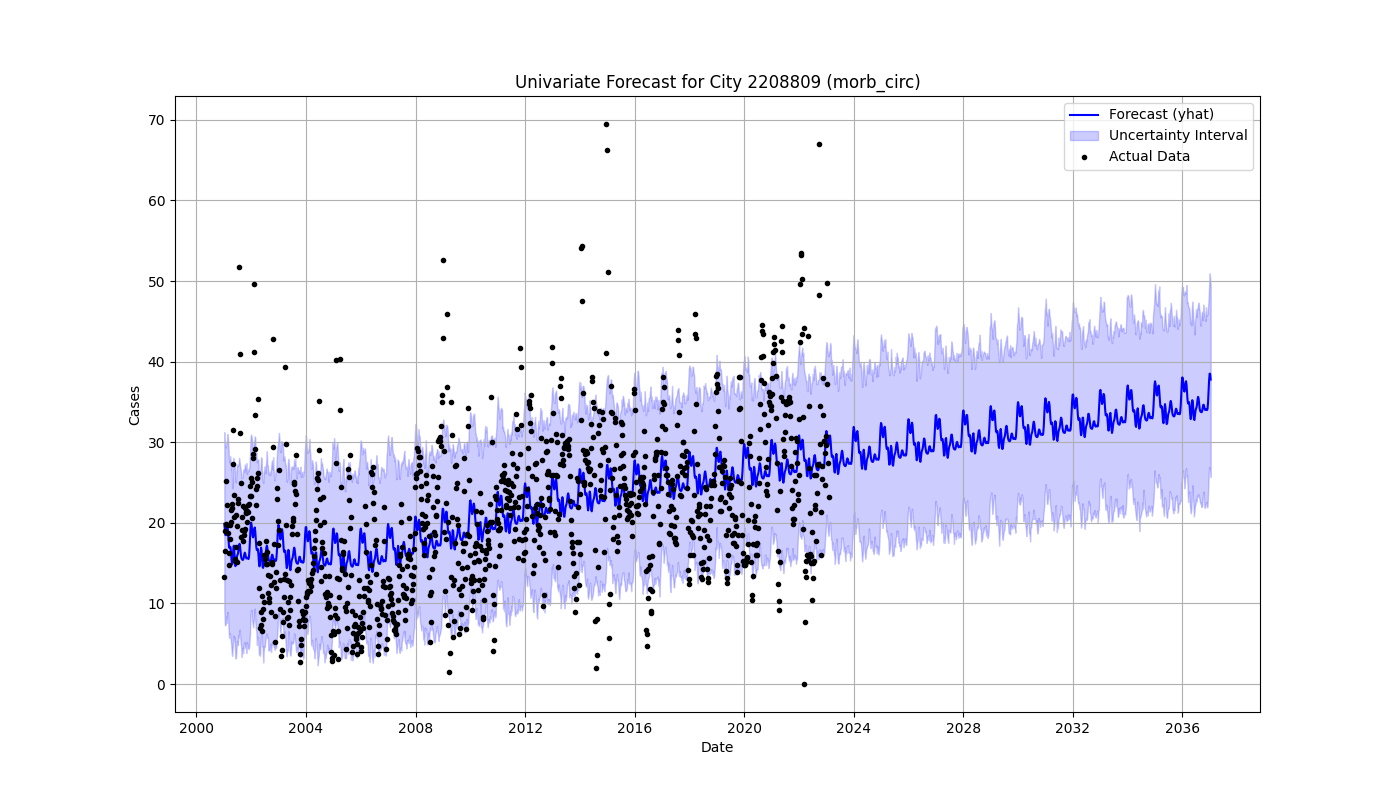 Univariate Forecast for City 2208809 (morb_circ)
Forecast (yhat)
Uncertainty Interval
Actual Data
70
60
50
40
30
20
10
0
Cases
2000 2004 2008 2012 2016 2020 2024 2028 2032 2036
Date